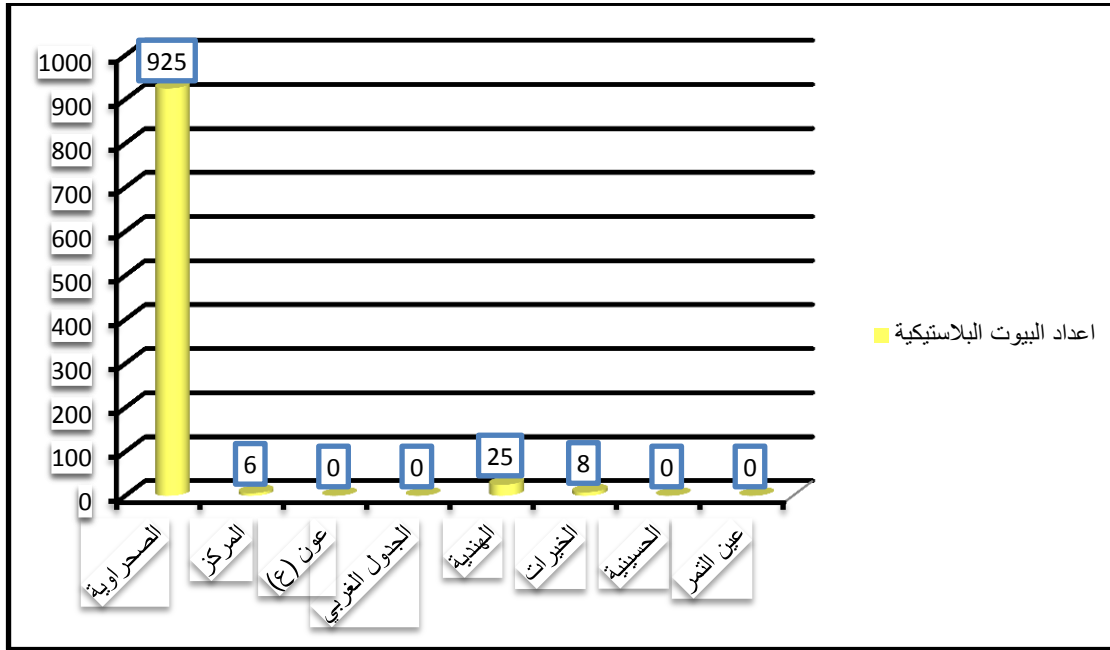 1000
900
800
700
600
500
400
300
200
100
0
925
6
0
0
25
8
0
0
الصحراوية
المركز
عون (ع)
الجدول الغربي
الهندية
الخيرات
الحسينية
عين التمر
اعداد البيوت البلاستيكية